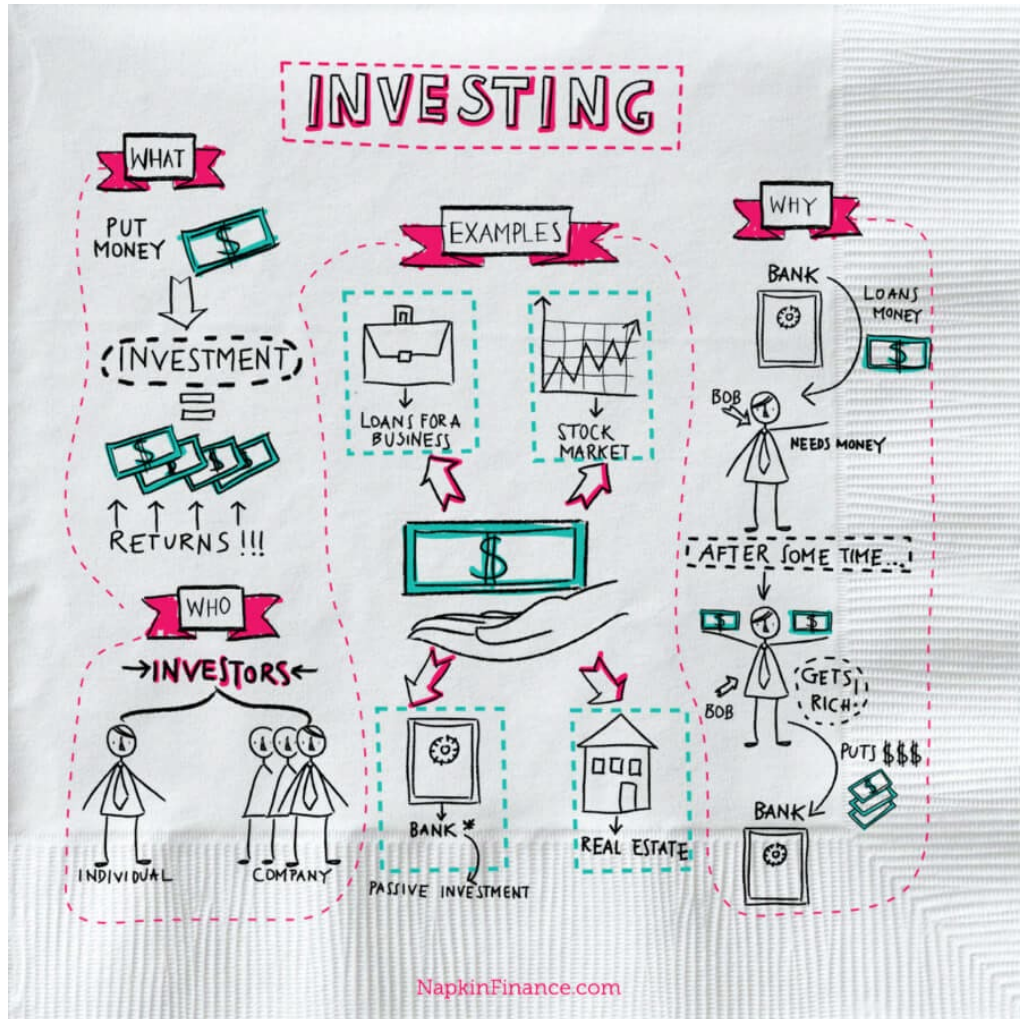 INVESTING
WHAT
PUT
MONEY
$
INVESTMENT
=
$ $ $ $
RETURNS !!!
WHO
INVESTORS
INDIVIDUAL
COMPANY
EXAMPLES
LOANS FOR A
BUSINESS
STOCK
MARKET
$
BANK *
PASSIVE INVESTMENT
REAL ESTATE
WHY
BANK
LOANS
MONEY
$
BOB
NEEDS MONEY
AFTER SOME TIME...
$ $
GETS
RICH
BOB
PUTS $$$
$
BANK
NapkinFinance.com